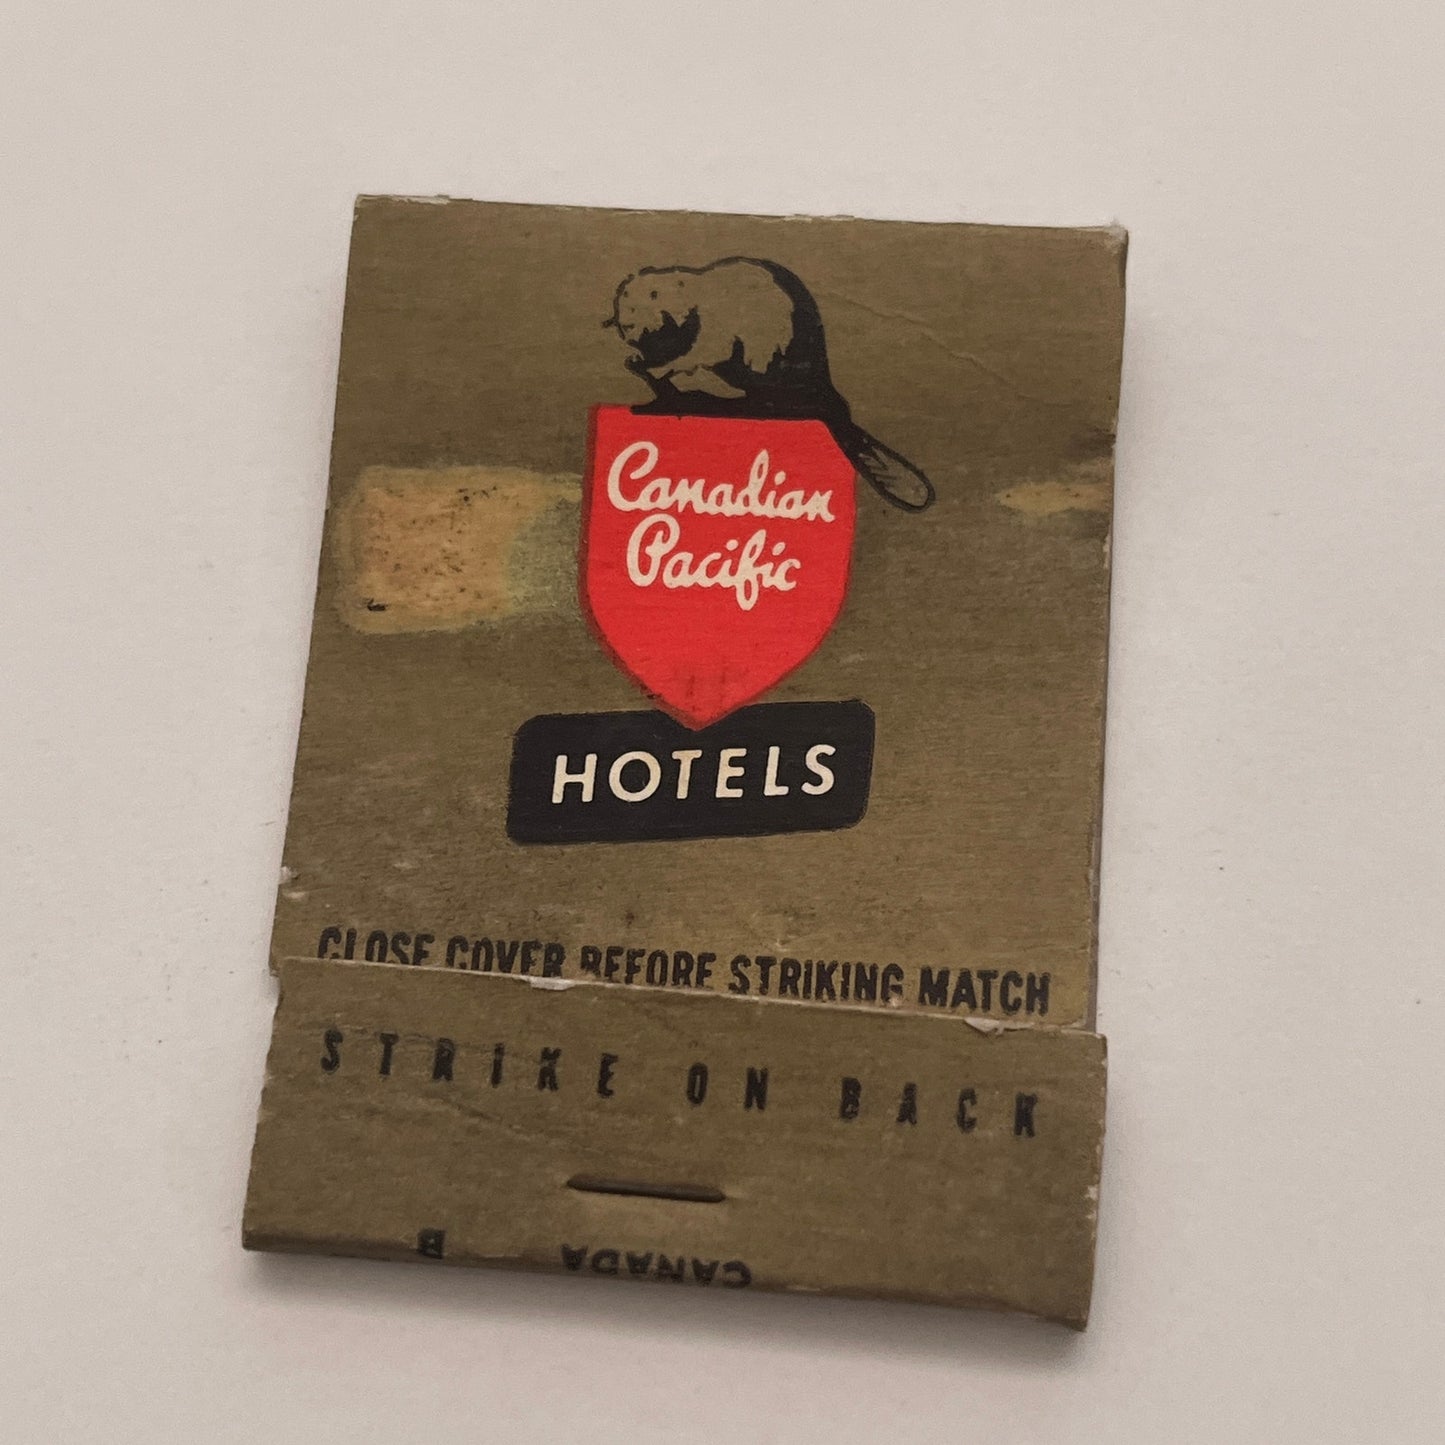 Canadian
Pacific
HOTELS
CLOSE COVER BEFORE STRIKING MATCH
STRIKE ON BACK
B CANADA